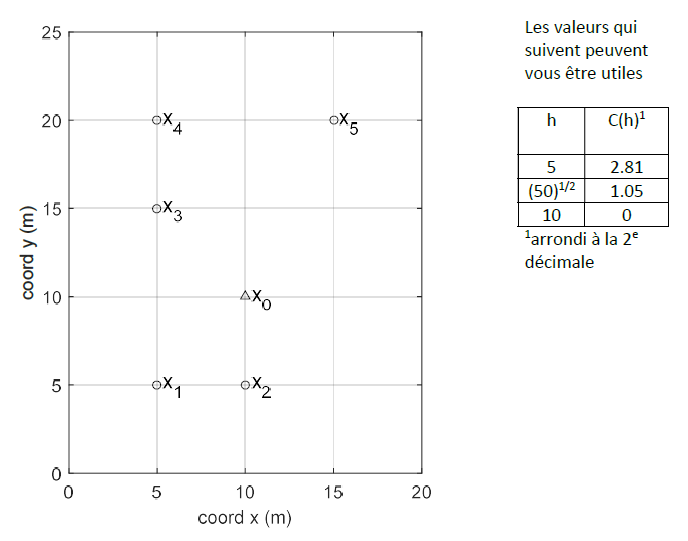 25
20
15
10
5
0
0
5
10
15
20
coord y (m)
coord x (m)
x4
x5
x3
x0
x1
x2
Les valeurs qui
suivent peuvent
vous être utiles
h C(h)¹
5 2.81
(50)^1/2 1.05
10 0
¹arrondi à la 2ᵉ
décimale